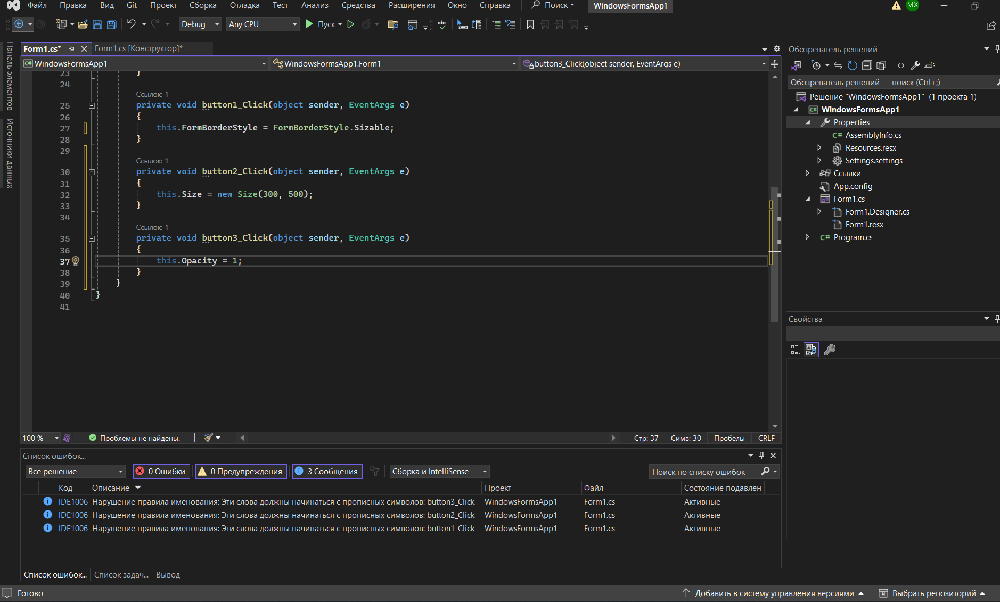 Файл Правка Вид Git Проект Сборка Отладка Тест Анализ Средства Расширения Окно Справка Поиск WindowsFormsApp1 MX
Debug Any CPU Пуск abc
Панель элементов
Источники данных
Form1.cs* Form1.cs [Конструктор]*
WindowsFormsApp1 WindowsFormsApp1.Form1 button3_Click(object sender, EventArgs e)
23 }
24
Ссылок: 1
25 private void button1_Click(object sender, EventArgs e)
26 {
27 this.FormBorderStyle = FormBorderStyle.Sizable;
28 }
29
Ссылок: 1
30 private void button2_Click(object sender, EventArgs e)
31 {
32 this.Size = new Size(300, 500);
33 }
34
Ссылок: 1
35 private void button3_Click(object sender, EventArgs e)
36 {
37 this.Opacity = 1;
38 }
39 }
40 }
41
100 % Проблемы не найдены. Стр: 37 Симв: 30 Пробелы CRLF
Список ошибок...
Все решение 0 Ошибки 0 Предупреждения 3 Сообщения Сборка и IntelliSense Поиск по списку ошибок
Код Описание Проект Файл Состояние подавлен
IDE1006 Нарушение правила именования: Эти слова должны начинаться с прописных символов: button3_Click WindowsFormsApp1 Form1.cs Активные
IDE1006 Нарушение правила именования: Эти слова должны начинаться с прописных символов: button2_Click WindowsFormsApp1 Form1.cs Активные
IDE1006 Нарушение правила именования: Эти слова должны начинаться с прописных символов: button1_Click WindowsFormsApp1 Form1.cs Активные
Список ошибок... Список задач... Вывод
Обозреватель решений
Обозреватель решений — поиск (Ctrl+;)
Решение "WindowsFormsApp1" (1 проекта 1)
C# WindowsFormsApp1
Properties
C# AssemblyInfo.cs
Resources.resx
Settings.settings
Ссылки
App.config
Form1.cs
Form1.Designer.cs
Form1.resx
C# Program.cs
Свойства
Готово Добавить в систему управления версиями Выбрать репозиторий